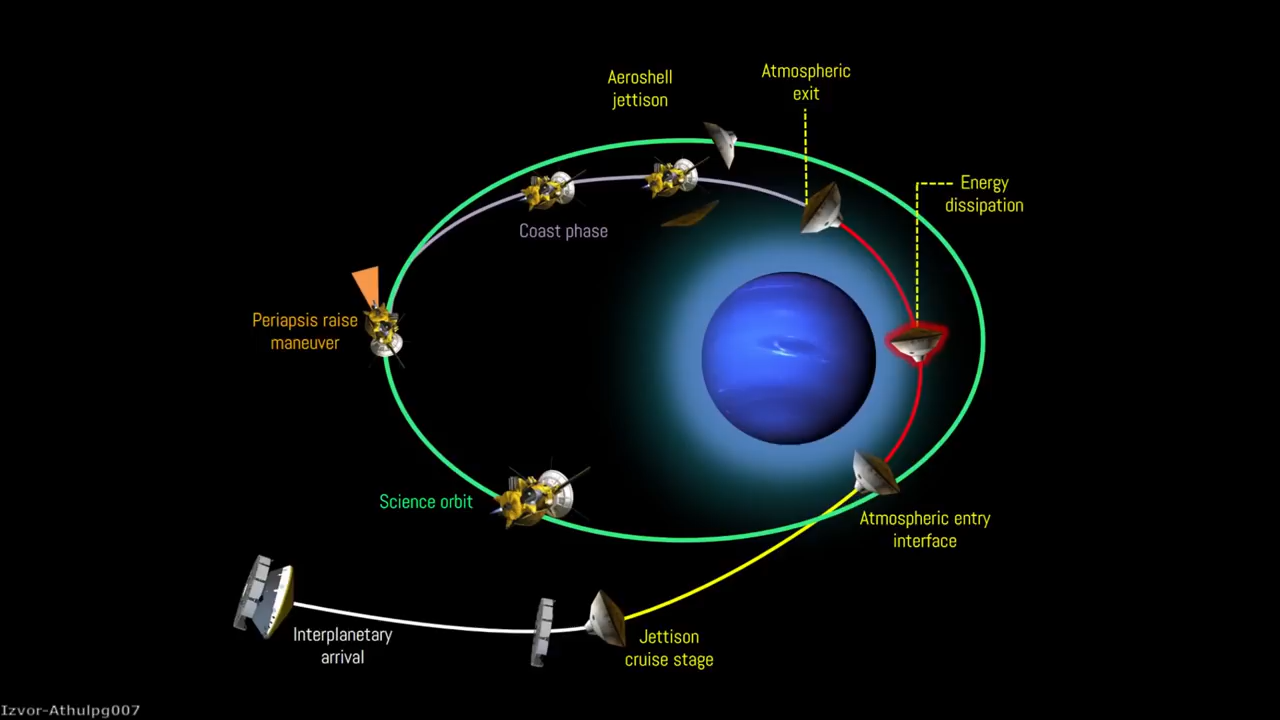 Aeroshell
jettison
Atmospheric
exit
Energy
dissipation
Coast phase
Periapsis raise
maneuver
Science orbit
Atmospheric entry
interface
Interplanetary
arrival
Jettison
cruise stage
Izvor-Athulpg007